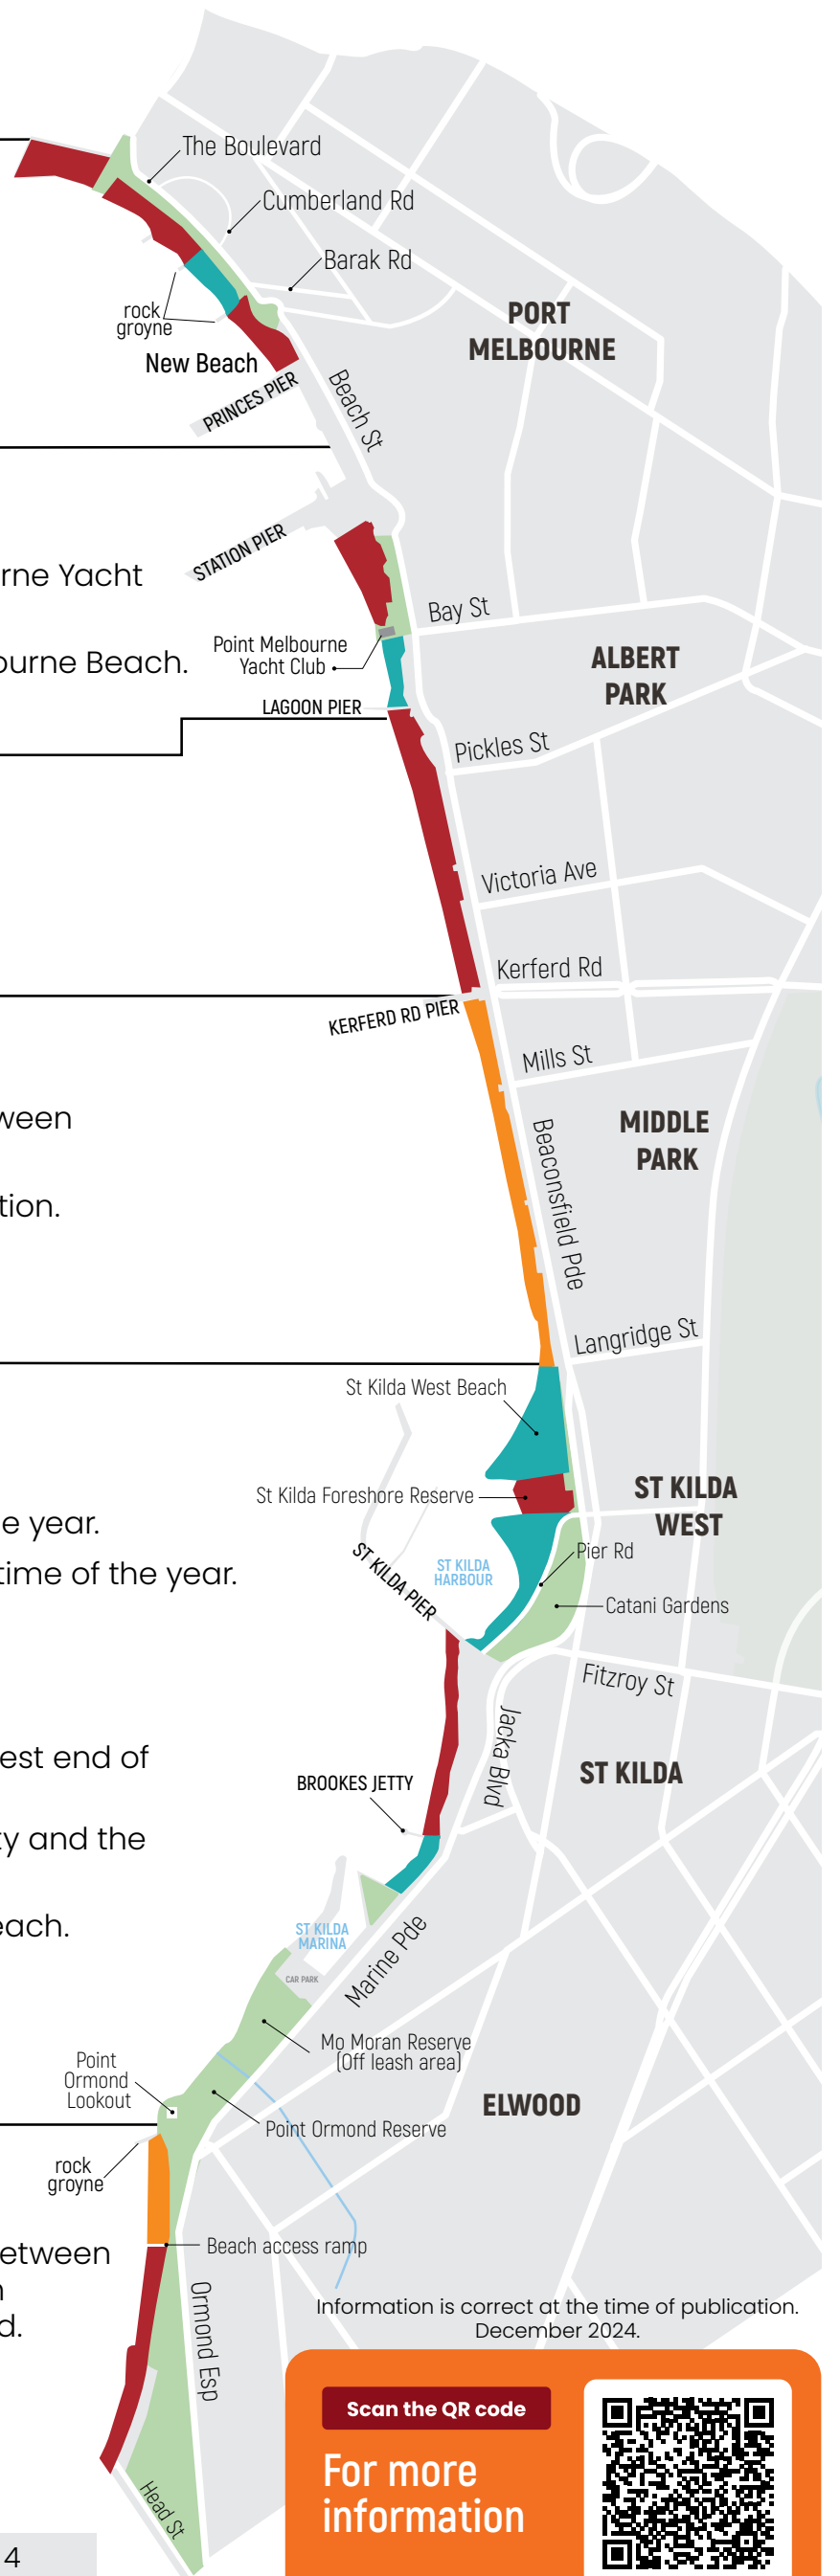 The Boulevard
Cumberland Rd
Barak Rd
PORT
MELBOURNE
rock
groyne
New Beach
PRINCES PIER
Beach St
STATION PIER
rne Yacht
Bay St
Point Melbourne
Yacht Club
ourne Beach.
ALBERT
PARK
LAGOON PIER
Pickles St
Victoria Ave
Kerferd Rd
KERFERD RD PIER
Mills St
ween
MIDDLE
PARK
Beaconsfield Pde
tion.
Langridge St
St Kilda West Beach
St Kilda Foreshore Reserve
ST KILDA
WEST
e year.
time of the year.
ST KILDA PIER
ST KILDA
HARBOUR
Pier Rd
Catani Gardens
Fitzroy St
Jacka Blvd
est end of
ST KILDA
BROOKES JETTY
ty and the
each.
ST KILDA
MARINA
Marine Pde
CAR PARK
Mo Moran Reserve
(Off leash area)
Point
Ormond
Lookout
ELWOOD
Point Ormond Reserve
rock
groyne
Beach access ramp
etween
n
d.
Ormond Esp
Information is correct at the time of publication.
December 2024.
Scan the QR code
For more
information
Head St
4